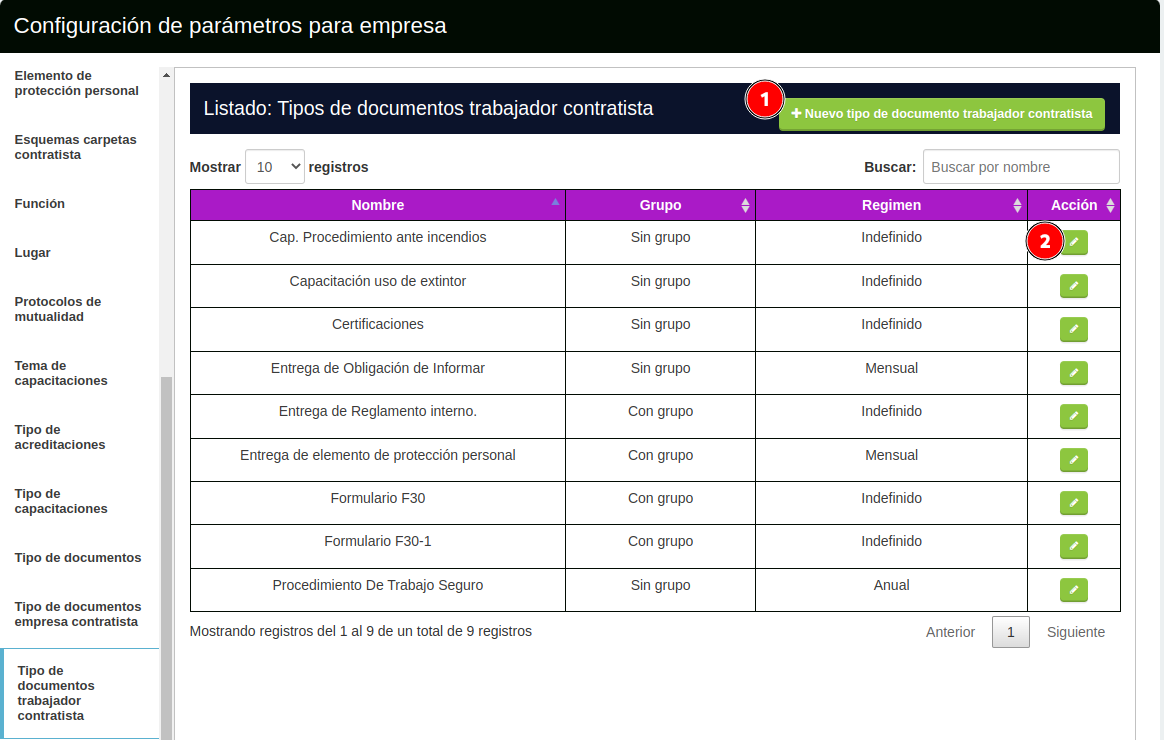 Configuración de parámetros para empresa
Elemento de
protección personal
Esquemas carpetas
contratista
Función
Lugar
Protocolos de
mutualidad
Tema de
capacitaciones
Tipo de
acreditaciones
Tipo de
capacitaciones
Tipo de documentos
Tipo de documentos
empresa contratista
Tipo de
documentos
trabajador
contratista
Listado: Tipos de documentos trabajador contratista
1
Nuevo tipo de documento trabajador contratista
Mostrar 10 registros
Buscar: Buscar por nombre
Nombre Grupo Regimen Acción
Cap. Procedimiento ante incendios Sin grupo Indefinido 2
Capacitación uso de extintor Sin grupo Indefinido
Certificaciones Sin grupo Indefinido
Entrega de Obligación de Informar Sin grupo Mensual
Entrega de Reglamento interno. Con grupo Indefinido
Entrega de elemento de protección personal Con grupo Mensual
Formulario F30 Con grupo Indefinido
Formulario F30-1 Con grupo Indefinido
Procedimiento De Trabajo Seguro Sin grupo Anual
Mostrando registros del 1 al 9 de un total de 9 registros
Anterior 1 Siguiente